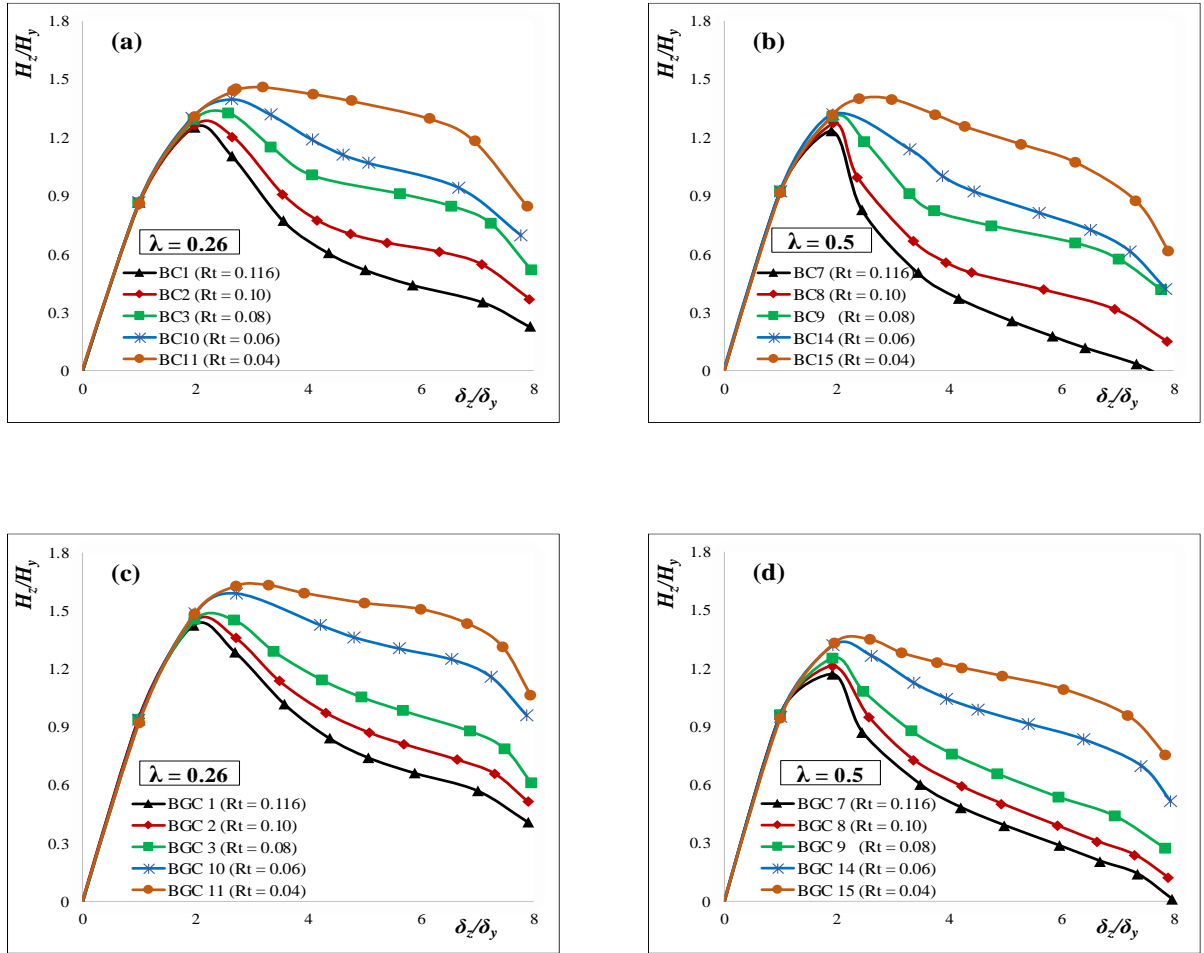 (a)
H_z/H_y
1.8
1.5
1.2
0.9
0.6
0.3
0
λ = 0.26
BC1 (Rt = 0.116)
BC2 (Rt = 0.10)
BC3 (Rt = 0.08)
BC10 (Rt = 0.06)
BC11 (Rt = 0.04)
0 2 4 6 8
δ_z/δ_y
(b)
H_z/H_y
1.8
1.5
1.2
0.9
0.6
0.3
0
λ = 0.5
BC7 (Rt = 0.116)
BC8 (Rt = 0.10)
BC9 (Rt = 0.08)
BC14 (Rt = 0.06)
BC15 (Rt = 0.04)
0 2 4 6 8
δ_z/δ_y
(c)
H_z/H_y
1.8
1.5
1.2
0.9
0.6
0.3
0
λ = 0.26
BGC 1 (Rt = 0.116)
BGC 2 (Rt = 0.10)
BGC 3 (Rt = 0.08)
BGC 10 (Rt = 0.06)
BGC 11 (Rt = 0.04)
0 2 4 6 8
δ_z/δ_y
(d)
H_z/H_y
1.8
1.5
1.2
0.9
0.6
0.3
0
λ = 0.5
BGC 7 (Rt = 0.116)
BGC 8 (Rt = 0.10)
BGC 9 (Rt = 0.08)
BGC 14 (Rt = 0.06)
BGC 15 (Rt = 0.04)
0 2 4 6 8
δ_z/δ_y